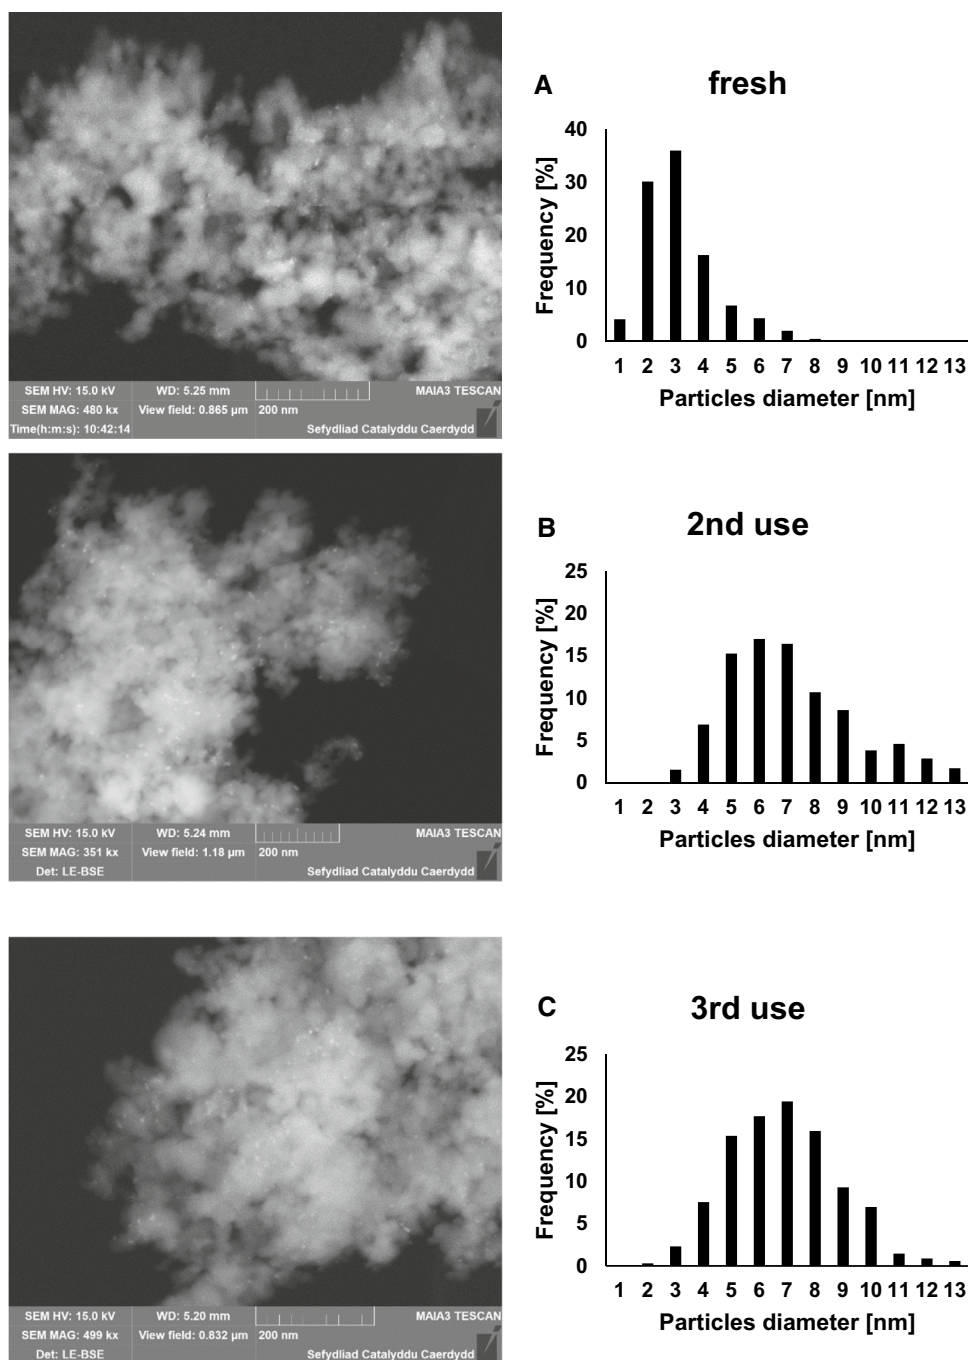 SEM HV: 15.0 kV WD: 5.25 mm MAIA3 TESCAN
SEM MAG: 480 kx View field: 0.865 µm 200 nm
Time(h:m:s): 10:42:14 Sefydliad Catalyddu Caerdydd
A fresh
Frequency [%]
40
30
20
10
0
1 2 3 4 5 6 7 8 9 10 11 12 13
Particles diameter [nm]
SEM HV: 15.0 kV WD: 5.24 mm MAIA3 TESCAN
SEM MAG: 351 kx View field: 1.18 µm 200 nm
Det: LE-BSE Sefydliad Catalyddu Caerdydd
B 2nd use
Frequency [%]
25
20
15
10
5
0
1 2 3 4 5 6 7 8 9 10 11 12 13
Particles diameter [nm]
SEM HV: 15.0 kV WD: 5.20 mm MAIA3 TESCAN
SEM MAG: 499 kx View field: 0.832 µm 200 nm
Det: LE-BSE Sefydliad Catalyddu Caerdydd
C 3rd use
Frequency [%]
25
20
15
10
5
0
1 2 3 4 5 6 7 8 9 10 11 12 13
Particles diameter [nm]